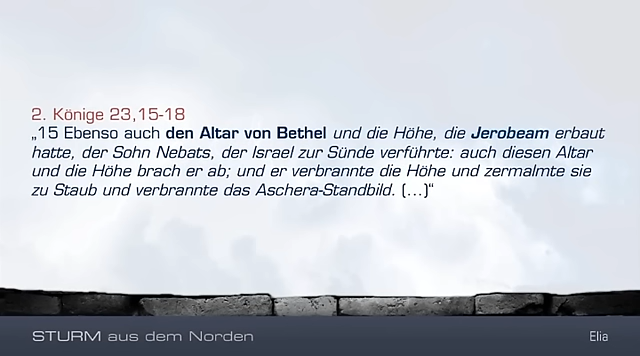 2. Könige 23,15-18
„15 Ebenso auch den Altar von Bethel und die Höhe, die Jerobeam erbaut
hatte, der Sohn Nebats, der Israel zur Sünde verführte: auch diesen Altar
und die Höhe brach er ab; und er verbrannte die Höhe und zermalmte sie
zu Staub und verbrannte das Aschera-Standbild. (...)“
STURM aus dem Norden
Elia